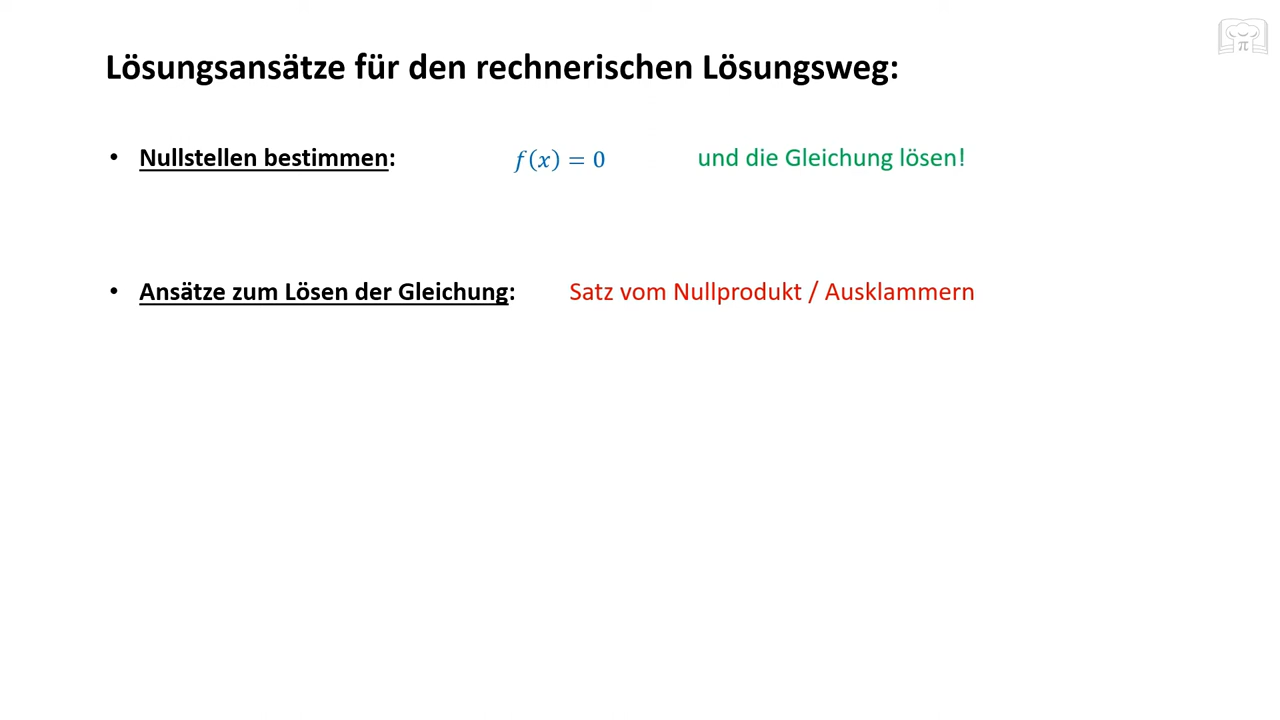 Lösungsansätze für den rechnerischen Lösungsweg:
• Nullstellen bestimmen: f(x) = 0 und die Gleichung lösen!
• Ansätze zum Lösen der Gleichung: Satz vom Nullprodukt / Ausklammern
π